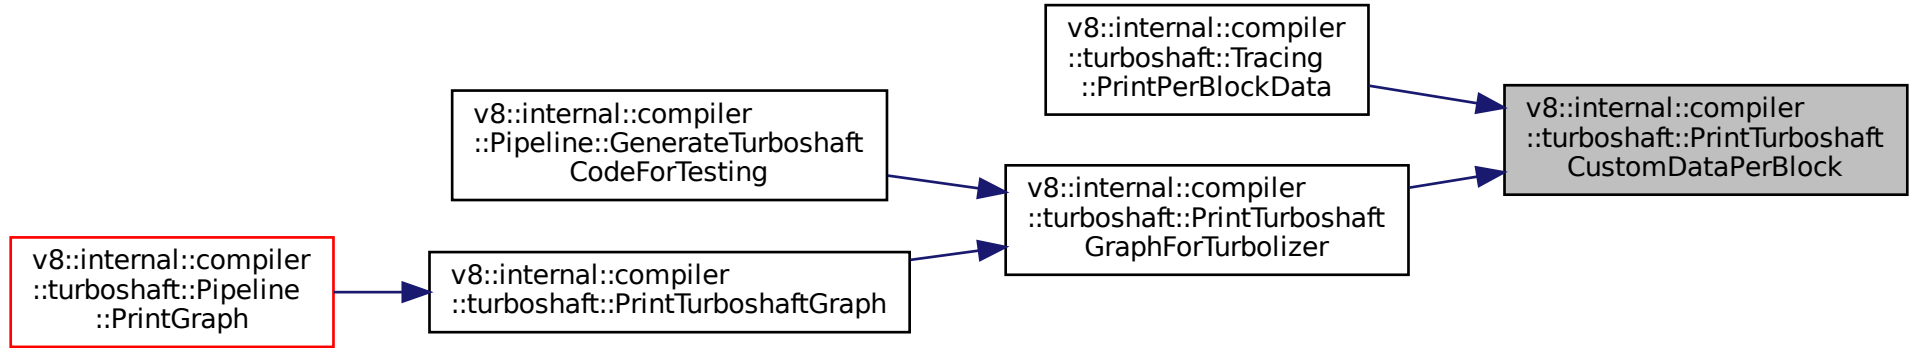 v8::internal::compiler
::turboshaft::Tracing
::PrintPerBlockData
v8::internal::compiler
::turboshaft::PrintTurboshaft
CustomDataPerBlock
v8::internal::compiler
::Pipeline::GenerateTurboshaft
CodeForTesting
v8::internal::compiler
::turboshaft::PrintTurboshaft
GraphForTurbolizer
v8::internal::compiler
::turboshaft::Pipeline
::PrintGraph
v8::internal::compiler
::turboshaft::PrintTurboshaftGraph